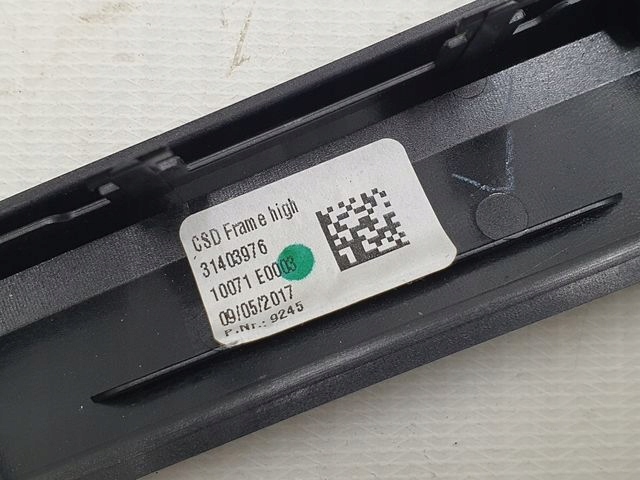 CSD Frame high
31403976
10071 E0003
09/05/2017
P.Nr.: 9245